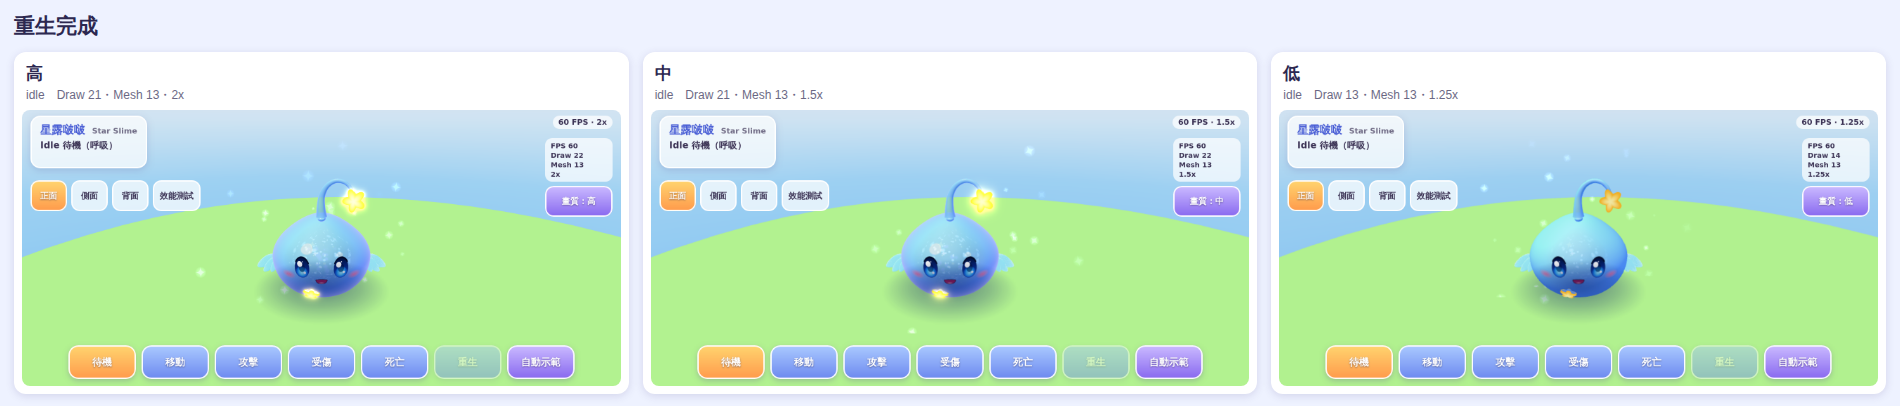 重生完成
高
idle Draw 21・Mesh 13・2x
星露啵啵 Star Slime
Idle 待機（呼吸）
60 FPS · 2x
FPS 60
Draw 22
Mesh 13
2x
正面 側面 背面 效能測試
畫質：高
待機 移動 攻擊 受傷 死亡 重生 自動示範
中
idle Draw 21・Mesh 13・1.5x
星露啵啵 Star Slime
Idle 待機（呼吸）
60 FPS · 1.5x
FPS 60
Draw 22
Mesh 13
1.5x
正面 側面 背面 效能測試
畫質：中
待機 移動 攻擊 受傷 死亡 重生 自動示範
低
idle Draw 13・Mesh 13・1.25x
星露啵啵 Star Slime
Idle 待機（呼吸）
60 FPS · 1.25x
FPS 60
Draw 14
Mesh 13
1.25x
正面 側面 背面 效能測試
畫質：低
待機 移動 攻擊 受傷 死亡 重生 自動示範